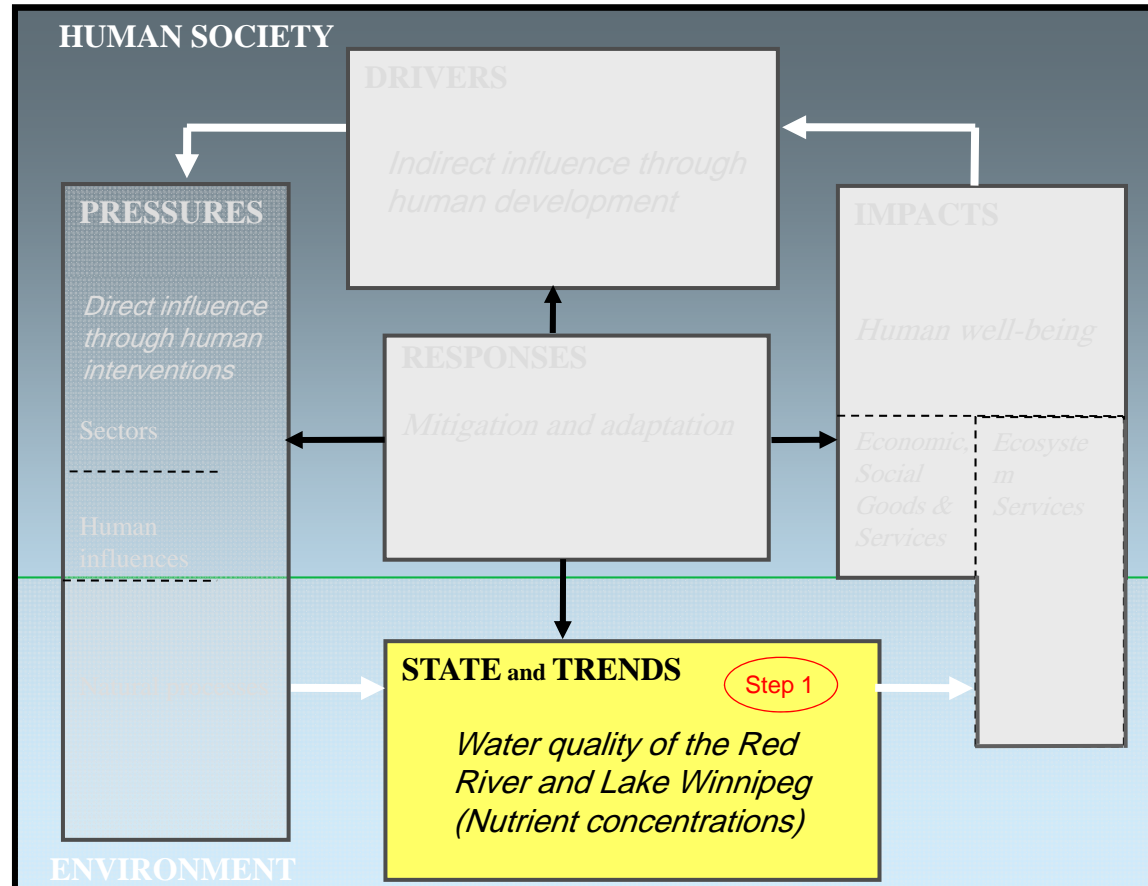 HUMAN SOCIETY
DRIVERS
Indirect influence through
human development
PRESSURES
Direct influence
through human
interventions
Sectors
Human
influences
IMPACTS
Human well-being
Economic,
Social
Goods &
Services
Ecosyste
m
Services
RESPONSES
Mitigation and adaptation
STATE and TRENDS
Step 1
Water quality of the Red
River and Lake Winnipeg
(Nutrient concentrations)
ENVIRONMENT